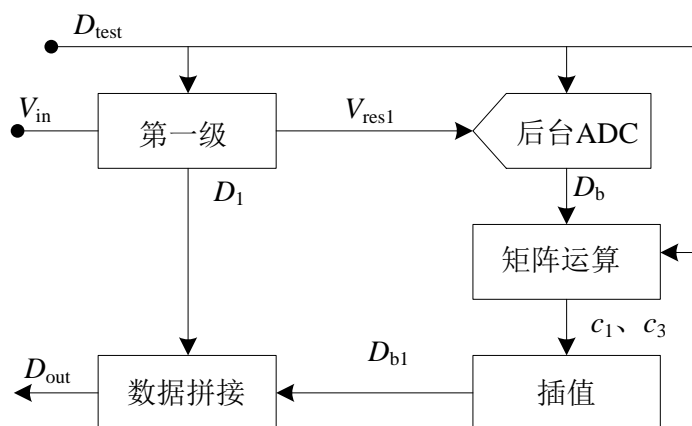 D_test
V_in
第一级
V_res1
后台ADC
D_1
D_b
矩阵运算
c_1、c_3
D_out
数据拼接
D_b1
插值